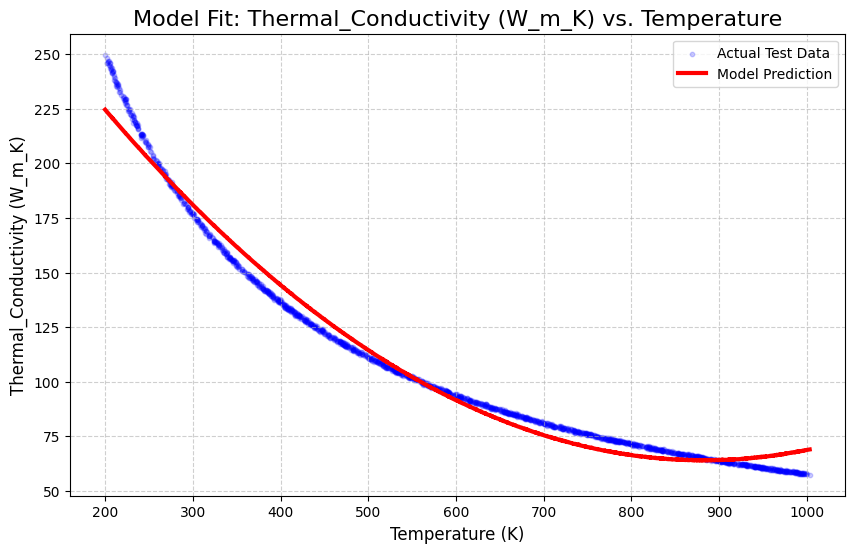 Model Fit: Thermal_Conductivity (W_m_K) vs. Temperature
Actual Test Data
Model Prediction
Thermal_Conductivity (W_m_K)
250
225
200
175
150
125
100
75
50
200 300 400 500 600 700 800 900 1000
Temperature (K)